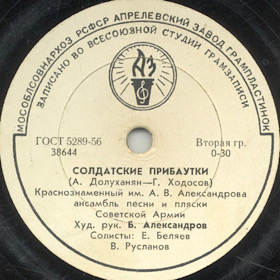 МОСОБЛСОВНАРХОЗ РСФСР АПРЕЛЕВСКИЙ ЗАВОД ГРАМПЛАСТИНОК
ЗАПИСАНО ВО ВСЕСОЮЗНОЙ СТУДИИ ГРАМЗАПИСИ
АЗ
ГОСТ 5289-56
38644
Вторая гр.
0-30
СОЛДАТСКИЕ ПРИБАУТКИ
(А. Долуханян—Г. Ходосов)
Краснознаменный им. А. В. Александрова
ансамбль песни и пляски
Советской Армии
Худ. рук. Б. Александров
Солисты: Е. Беляев
В. Русланов